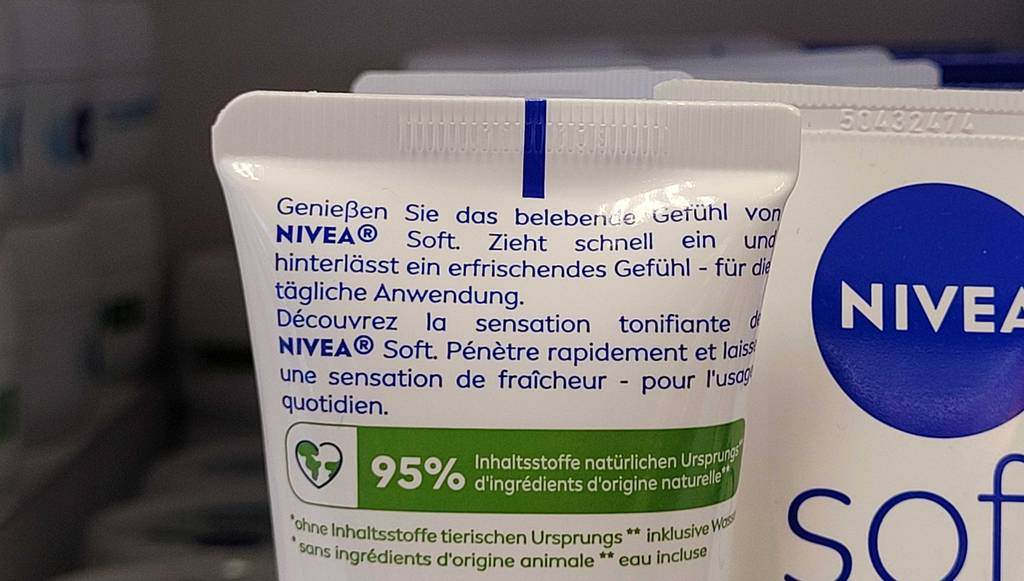 50432474
Genießen Sie das belebende Gefühl von
NIVEA® Soft. Zieht schnell ein und
hinterlässt ein erfrischendes Gefühl - für die
tägliche Anwendung.
Découvrez la sensation tonifiante de
NIVEA® Soft. Pénètre rapidement et laisse
une sensation de fraîcheur - pour l'usage
quotidien.
95% Inhaltsstoffe natürlichen Ursprungs**
d'ingrédients d'origine naturelle**
*ohne Inhaltsstoffe tierischen Ursprungs ** inklusive Wasser
*sans ingrédients d'origine animale ** eau incluse
NIVEA
soft